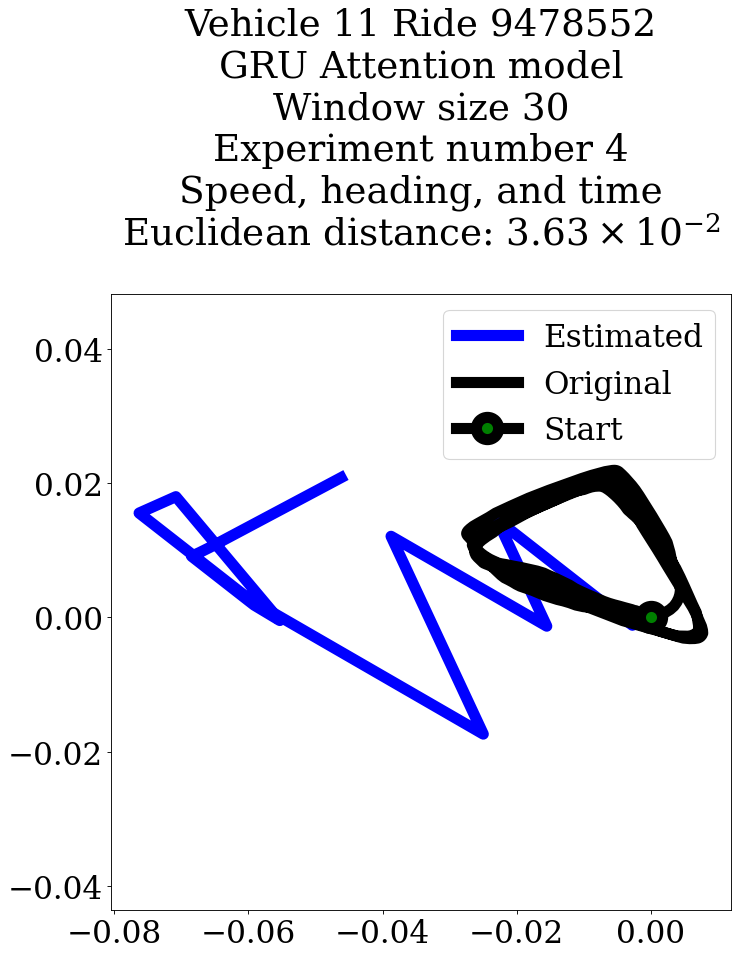 Vehicle 11 Ride 9478552
GRU Attention model
Window size 30
Experiment number 4
Speed, heading, and time
Euclidean distance: 3.63 × 10⁻²
Estimated
Original
Start
0.04
0.02
0.00
−0.02
−0.04
−0.08 −0.06 −0.04 −0.02 0.00